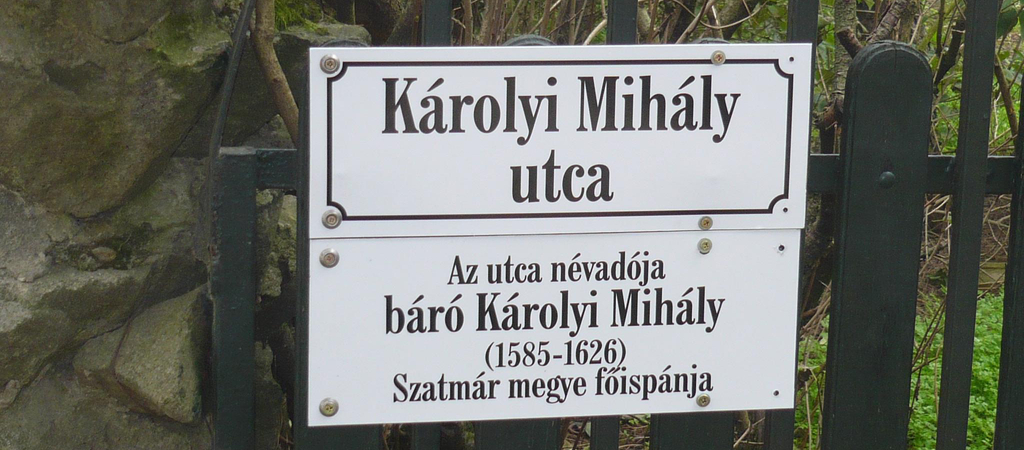 Károlyi Mihály
utca
Az utca névadója
báró Károlyi Mihály
(1585-1626)
Szatmár megye főispánja